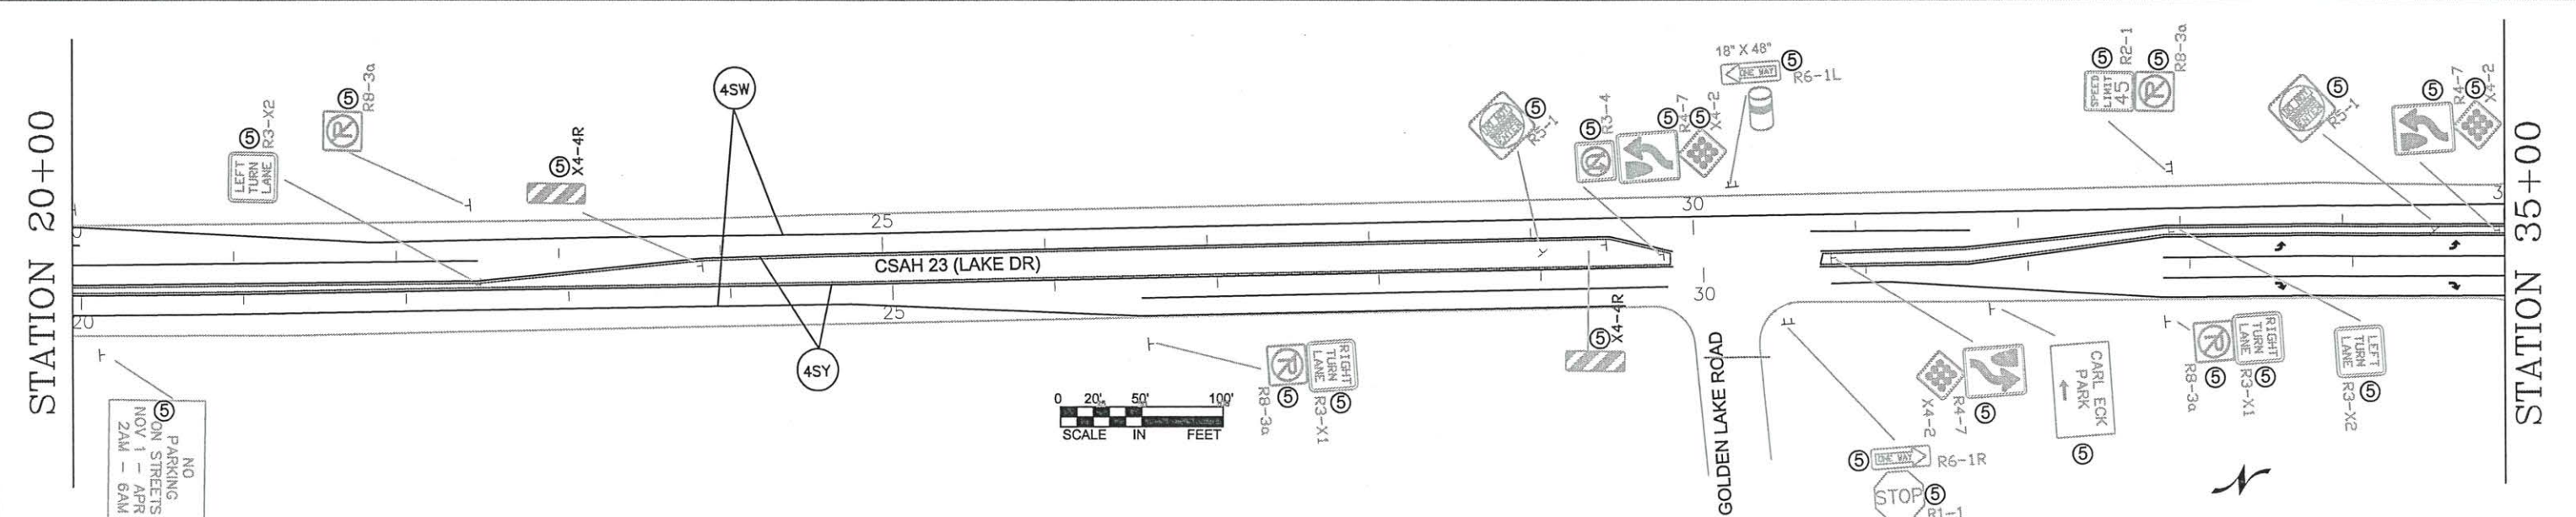 STATION 20+00
LEFT
TURN
LANE
5
R3-X2
5
R8-3a
5
X4-4R
4SW
25
CSAH 23 (LAKE DR)
20
25
4SY
5
NO
PARKING
ON STREETS
NOV 1 - APR
2AM - 6AM
0 20' 50' 100'
SCALE IN FEET
5
R8-3a
RIGHT
TURN
LANE
5
R3-X1
5
R5-1
5
R3-4
5
R4-7
5
X4-2
18" X 48"
ONE WAY
5
R6-1L
30
30
5
X4-4R
GOLDEN LAKE ROAD
X4-2
R4-7
5
5
ONE WAY
R6-1R
STOP
5
R1-1
CARL ECK
PARK
5
5
R2-1
SPEED
LIMIT
45
5
R8-3a
5
R5-1
5
R4-7
5
X4-2
3
R8-3a
5
RIGHT
TURN
LANE
R3-X1
5
LEFT
TURN
LANE
R3-X2
5
N
STATION 35+00